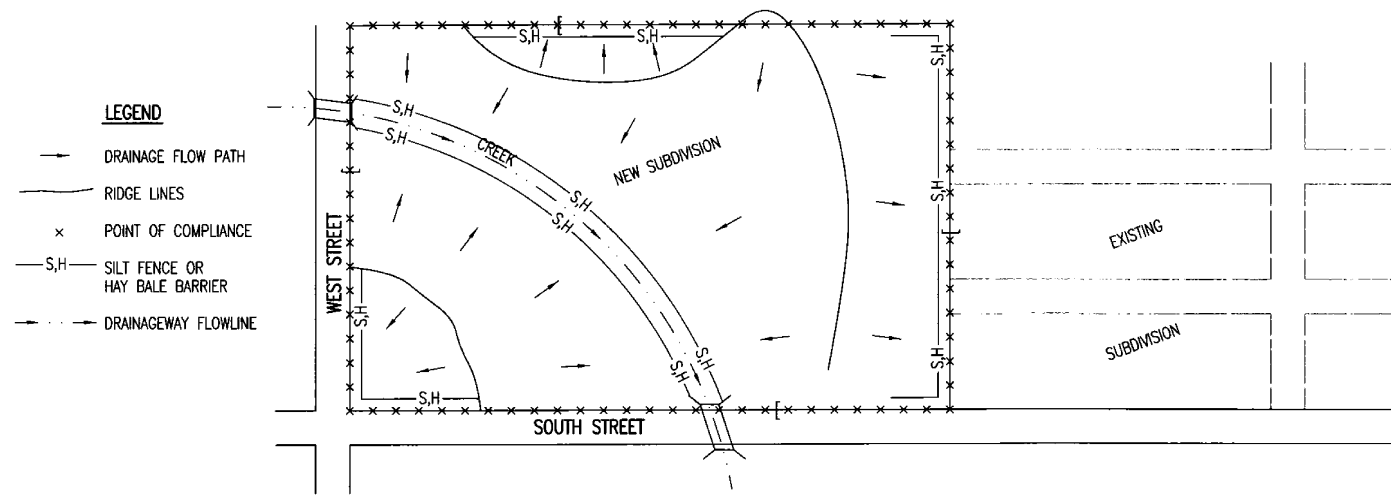 LEGEND
DRAINAGE FLOW PATH
RIDGE LINES
x POINT OF COMPLIANCE
S,H SILT FENCE OR
HAY BALE BARRIER
DRAINAGEWAY FLOWLINE
S,H
S,H
S,H
S,H
S,H
CREEK
NEW SUBDIVISION
S,H
S,H
S,H
EXISTING
WEST STREET
S,H
SUBDIVISION
S,H
S,H
S,H
S,H
SOUTH STREET